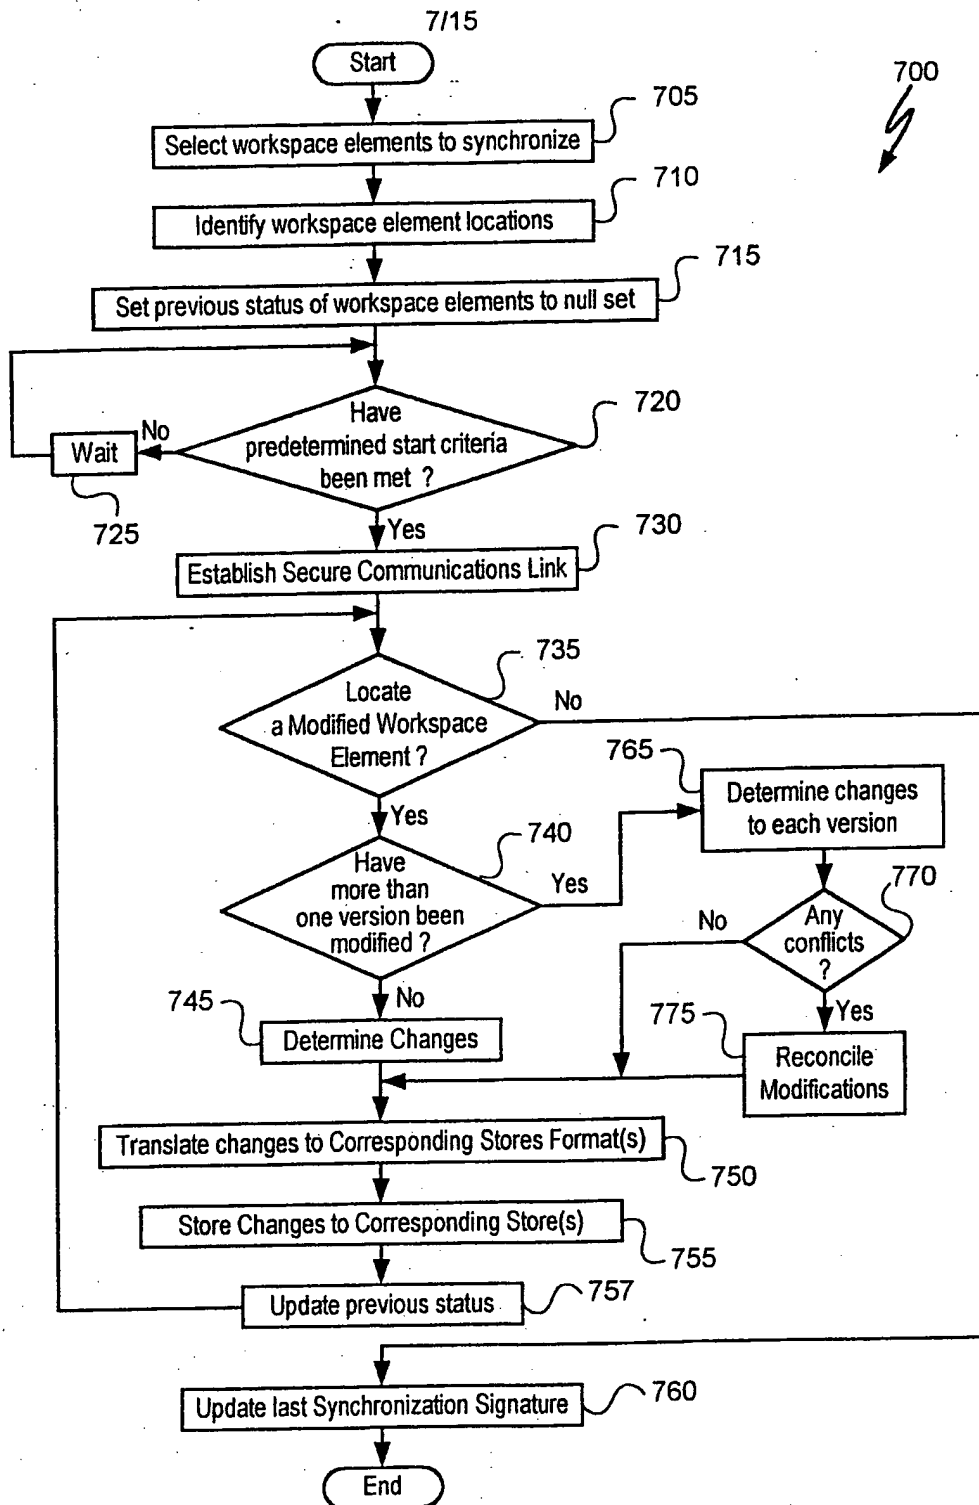 7/15
Start
700
705
Select workspace elements to synchronize
710
Identify workspace element locations
715
Set previous status of workspace elements to null set
720
Have
predetermined start criteria
been met ?
No
Wait
725
Yes
730
Establish Secure Communications Link
735
Locate
a Modified Workspace
Element ?
No
Yes
765
Determine changes
to each version
740
Have
more than
one version been
modified ?
Yes
770
Any
conflicts
?
No
Yes
No
745
Determine Changes
775
Reconcile
Modifications
Translate changes to Corresponding Stores Format(s)
750
Store Changes to Corresponding Store(s)
755
757
Update previous status
760
Update last Synchronization Signature
End